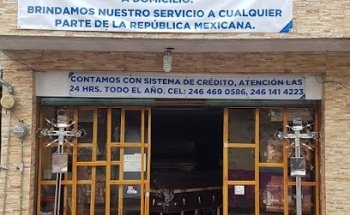 A DOMICILIO.
BRINDAMOS NUESTRO SERVICIO A CUALQUIER
PARTE DE LA REPÚBLICA MEXICANA.
CONTAMOS CON SISTEMA DE CRÉDITO, ATENCIÓN LAS
24 HRS. TODO EL AÑO. CEL: 246 469 0586, 246 141 4223